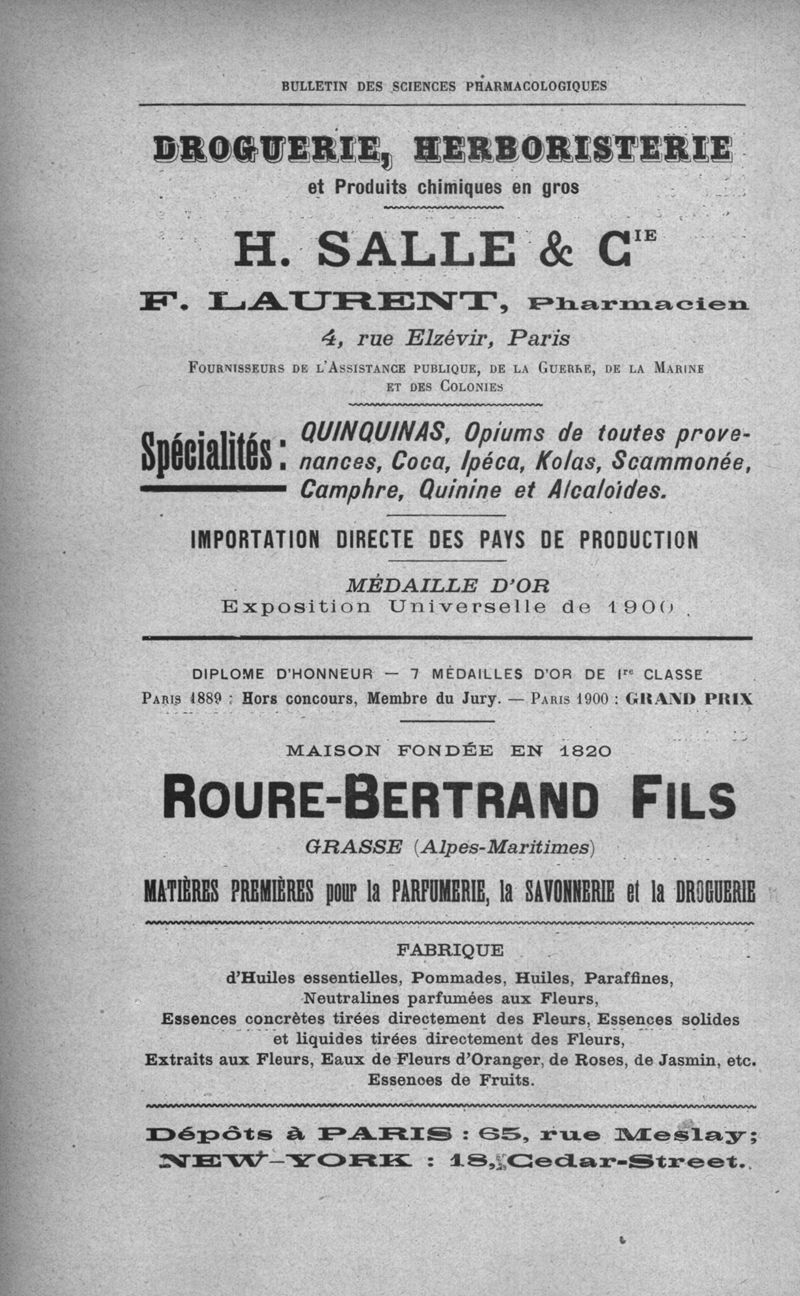 BULLETIN DES SCIENCES PHARMACOLOGIQUES
DROGUERIE, HERBORISTERIE
et Produits chimiques en gros
H. SALLE & CIE
F. LAURENT, Pharmacien
4, rue Elzévir, Paris
FOURNISSEURS DE L'ASSISTANCE PUBLIQUE, DE LA GUERRE, DE LA MARINE
ET DES COLONIES
Spécialités :
QUINQUINAS, Opiums de toutes prove-
nances, Coca, Ipéca, Kolas, Scammonée,
Camphre, Quinine et Alcaloïdes.
IMPORTATION DIRECTE DES PAYS DE PRODUCTION
MÉDAILLE D'OR
Exposition Universelle de 1900
DIPLOME D'HONNEUR — 7 MÉDAILLES D'OR DE Ire CLASSE
PARIS 1889 : Hors concours, Membre du Jury. — PARIS 1900 : GRAND PRIX
MAISON FONDÉE EN 1820
ROURE-BERTRAND FILS
GRASSE (Alpes-Maritimes)
MATIÈRES PREMIÈRES pour la PARFUMERIE, la SAVONNERIE et la DROGUERIE
FABRIQUE
d'Huiles essentielles, Pommades, Huiles, Paraffines,
Neutralines parfumées aux Fleurs,
Essences concrètes tirées directement des Fleurs, Essences solides
et liquides tirées directement des Fleurs,
Extraits aux Fleurs, Eaux de Fleurs d'Oranger, de Roses, de Jasmin, etc.
Essences de Fruits.
Dépôts à PARIS : 65, rue Meslay;
NEW-YORK : 18, Cedar-Street.